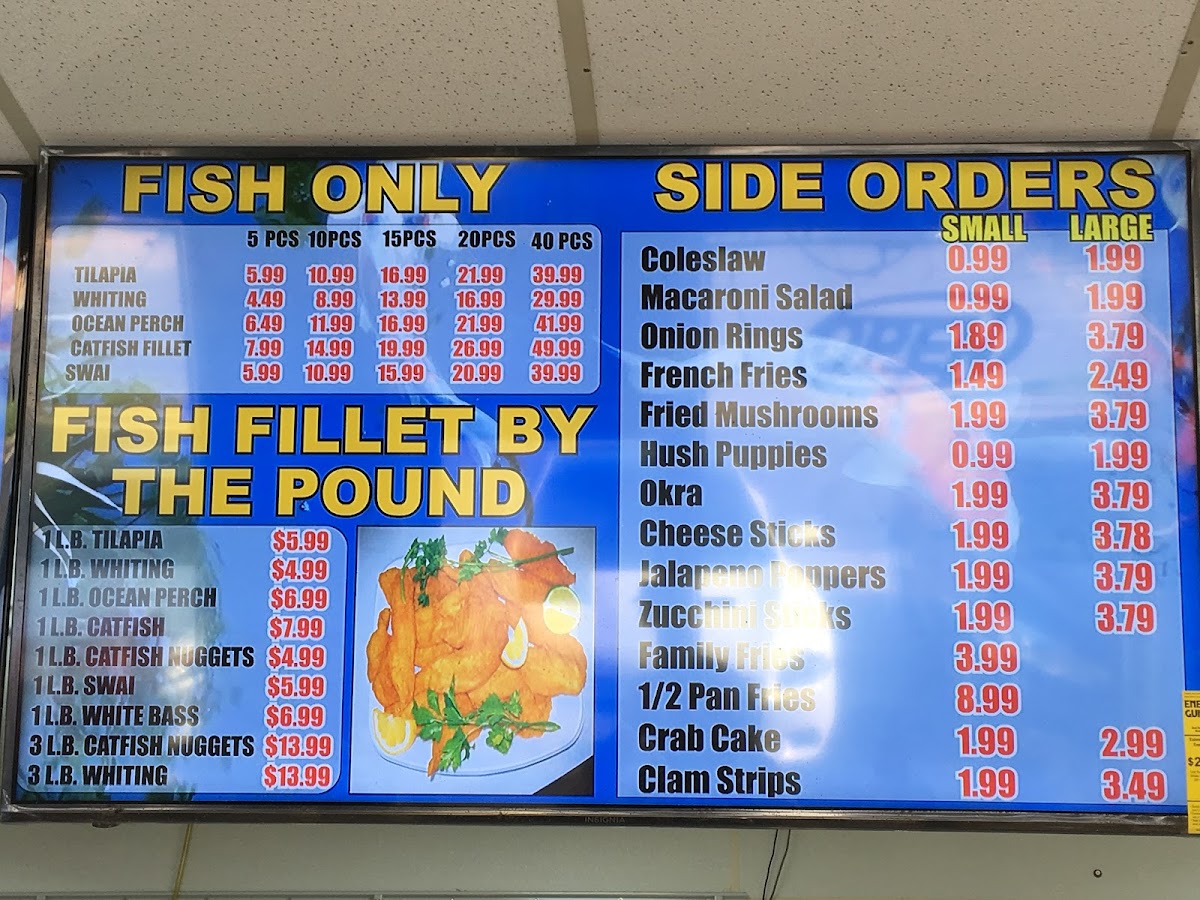 FISH ONLY
5 PCS 10PCS 15PCS 20PCS 40 PCS
TILAPIA 5.99 10.99 16.99 21.99 39.99
WHITING 4.49 8.99 13.99 16.99 29.99
OCEAN PERCH 6.49 11.99 16.99 21.99 41.99
CATFISH FILLET 7.99 14.99 19.99 26.99 49.99
SWAI 5.99 10.99 15.99 20.99 39.99
FISH FILLET BY
THE POUND
1 L.B. TILAPIA $5.99
1 L.B. WHITING $4.99
1 L.B. OCEAN PERCH $6.99
1 L.B. CATFISH $7.99
1 L.B. CATFISH NUGGETS $4.99
1 L.B. SWAI $5.99
1 L.B. WHITE BASS $6.99
3 L.B. CATFISH NUGGETS $13.99
3 L.B. WHITING $13.99
SIDE ORDERS
SMALL LARGE
Coleslaw 0.99 1.99
Macaroni Salad 0.99 1.99
Onion Rings 1.89 3.79
French Fries 1.49 2.49
Fried Mushrooms 1.99 3.79
Hush Puppies 0.99 1.99
Okra 1.99 3.79
Cheese Sticks 1.99 3.78
Jalapeno Poppers 1.99 3.79
Zucchini Sticks 1.99 3.79
Family Fries 3.99
1/2 Pan Fries 8.99
Crab Cake 1.99 2.99
Clam Strips 1.99 3.49
INSIGNIA